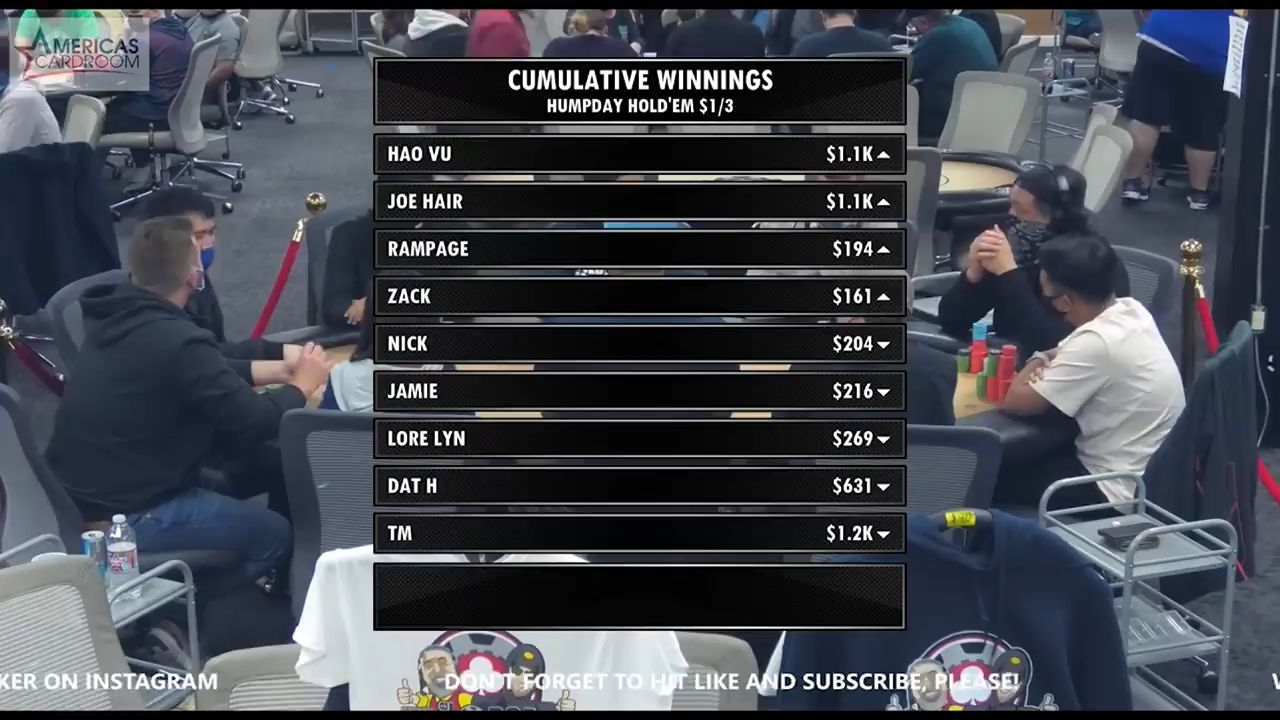 AMERICAS
CARDROOM
CUMULATIVE WINNINGS
HUMPDAY HOLD'EM $1/3
HAO VU $1.1K
JOE HAIR $1.1K
RAMPAGE $194
ZACK $161
NICK $204
JAMIE $216
LORE LYN $269
DAT H $631
TM $1.2K
KER ON INSTAGRAM DON'T FORGET TO HIT LIKE AND SUBSCRIBE, PLEASE!